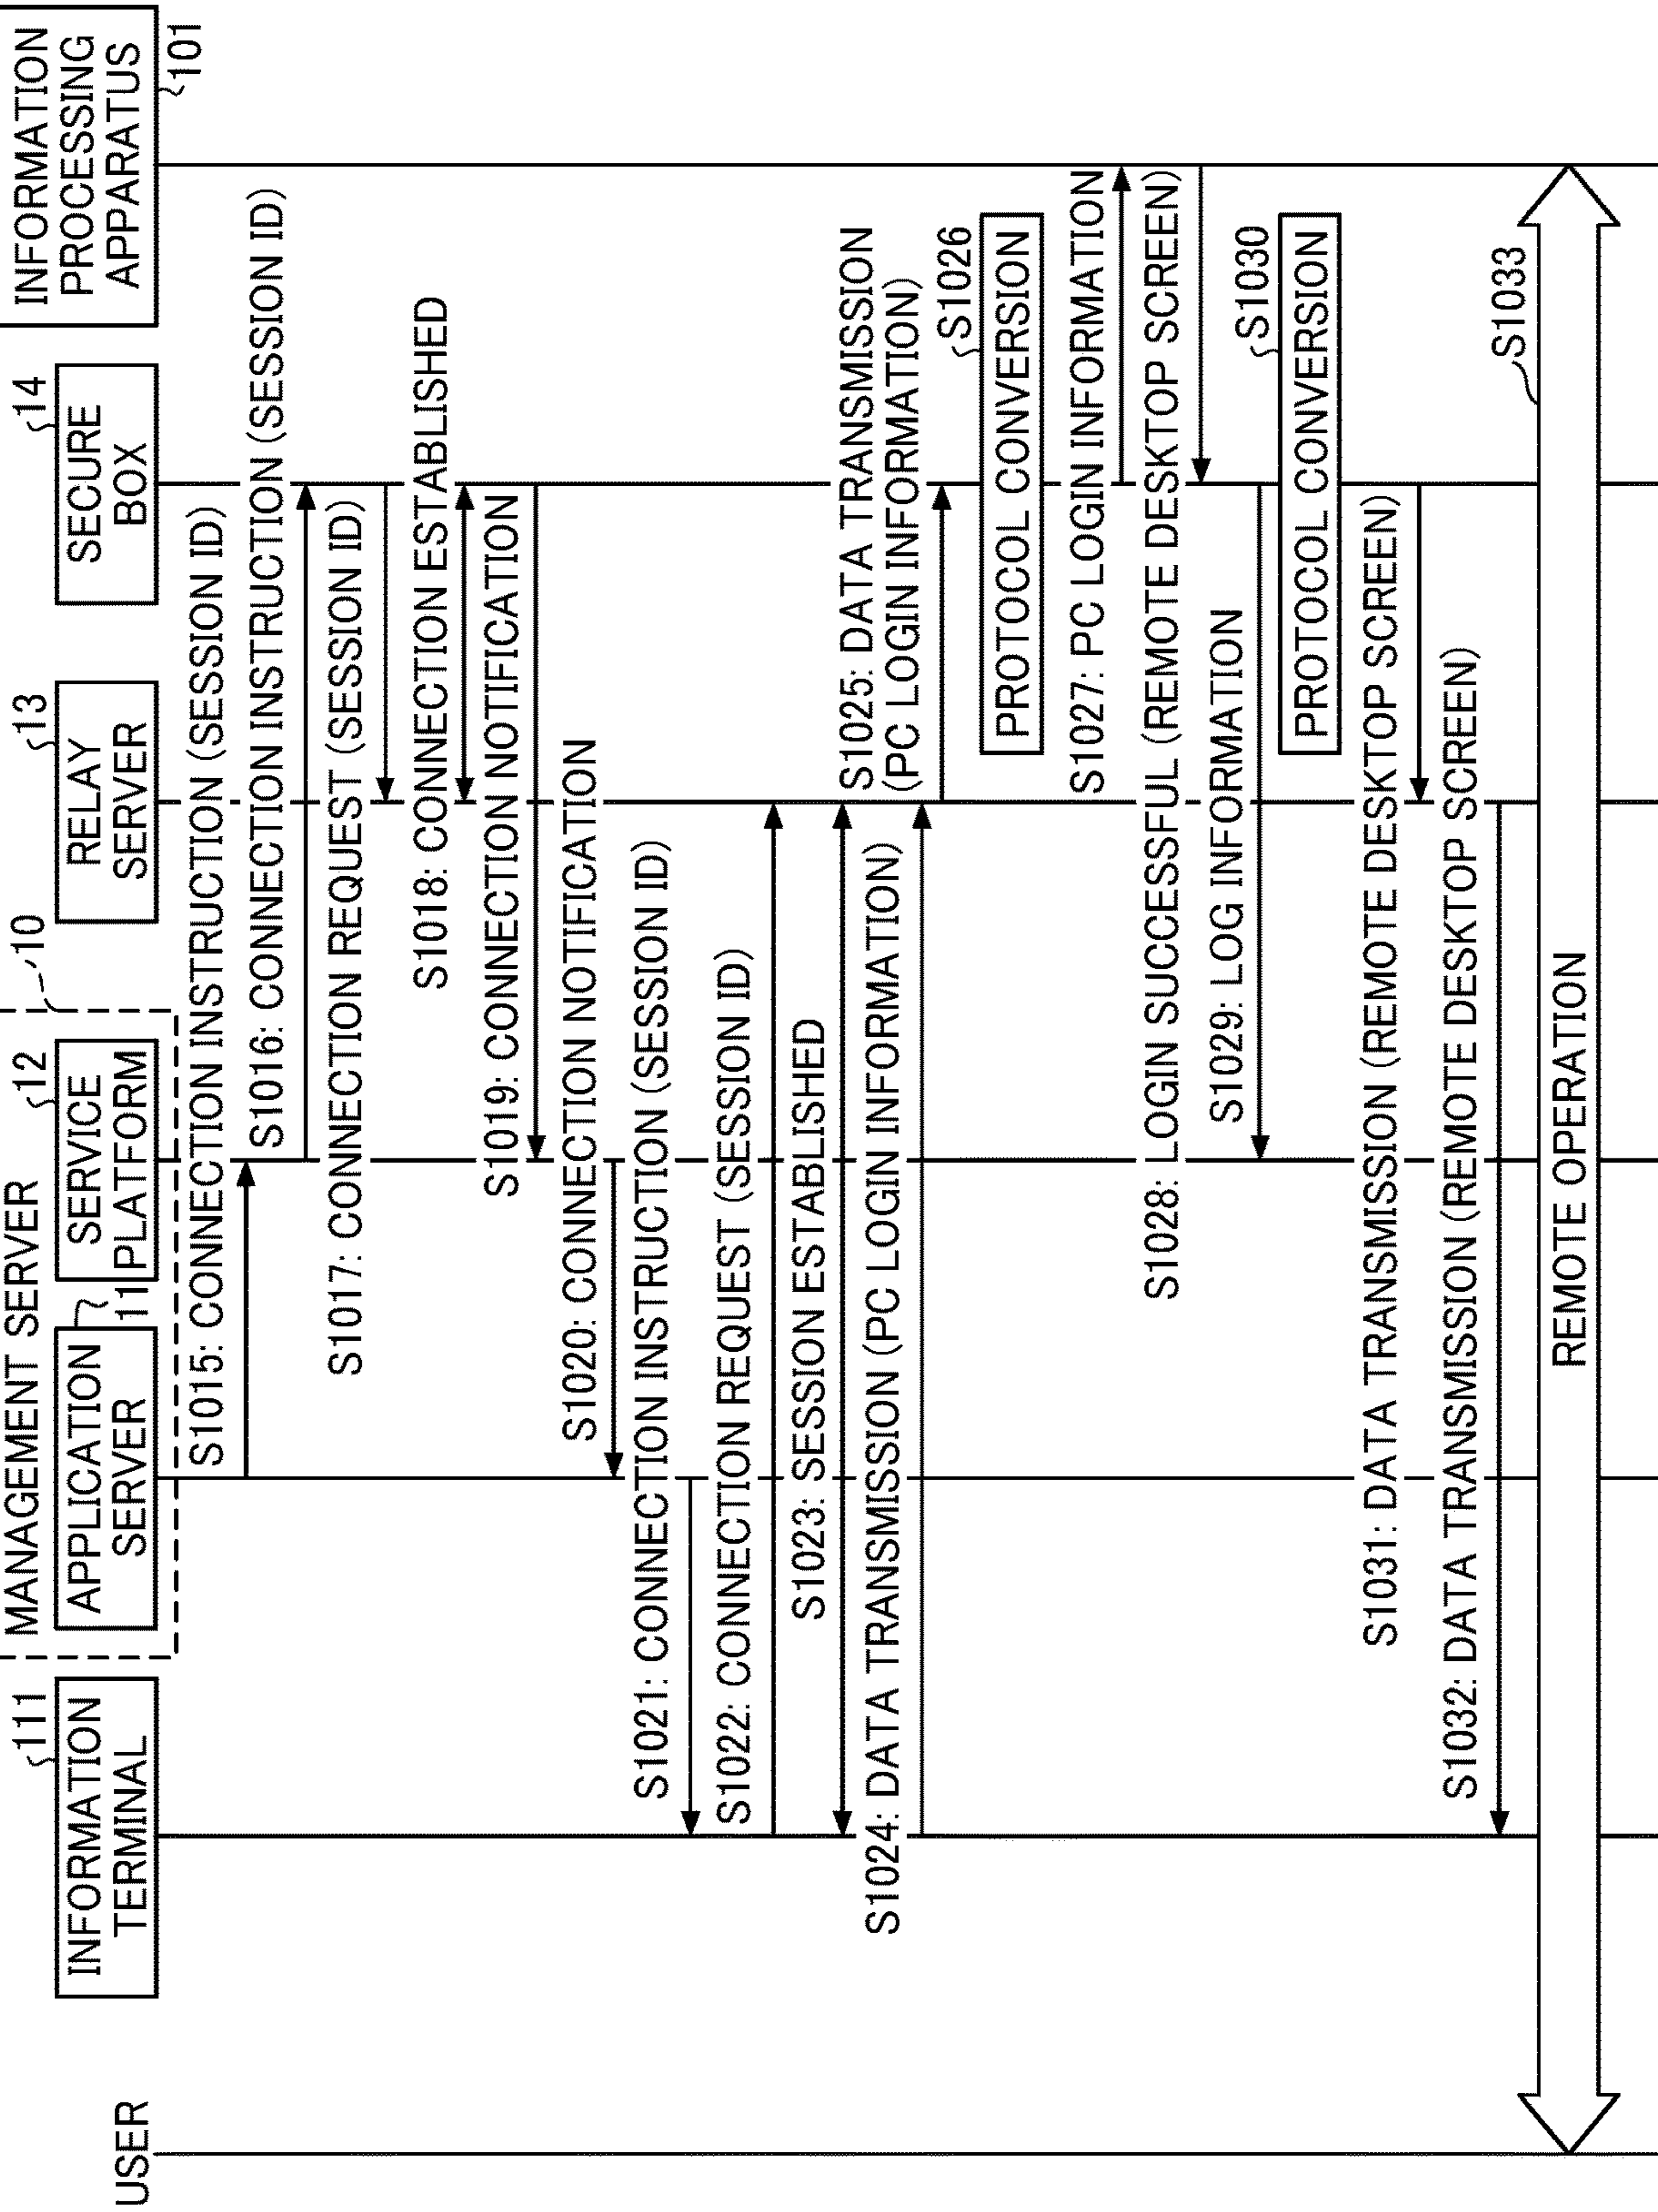 USER
INFORMATION
TERMINAL
111
MANAGEMENT SERVER
10
APPLICATION
SERVER
11
SERVICE
PLATFORM
12
RELAY
SERVER
13
SECURE
BOX
14
INFORMATION
PROCESSING
APPARATUS
101
S1015: CONNECTION INSTRUCTION (SESSION ID)
S1016: CONNECTION INSTRUCTION (SESSION ID)
S1017: CONNECTION REQUEST (SESSION ID)
S1018: CONNECTION ESTABLISHED
S1019: CONNECTION NOTIFICATION
S1020: CONNECTION NOTIFICATION
S1021: CONNECTION INSTRUCTION (SESSION ID)
S1022: CONNECTION REQUEST (SESSION ID)
S1023: SESSION ESTABLISHED
S1024: DATA TRANSMISSION (PC LOGIN INFORMATION)
S1025: DATA TRANSMISSION
(PC LOGIN INFORMATION)
S1026
PROTOCOL CONVERSION
S1027: PC LOGIN INFORMATION
S1028: LOGIN SUCCESSFUL (REMOTE DESKTOP SCREEN)
S1029: LOG INFORMATION
S1030
PROTOCOL CONVERSION
S1031: DATA TRANSMISSION (REMOTE DESKTOP SCREEN)
S1032: DATA TRANSMISSION (REMOTE DESKTOP SCREEN)
S1033
REMOTE OPERATION